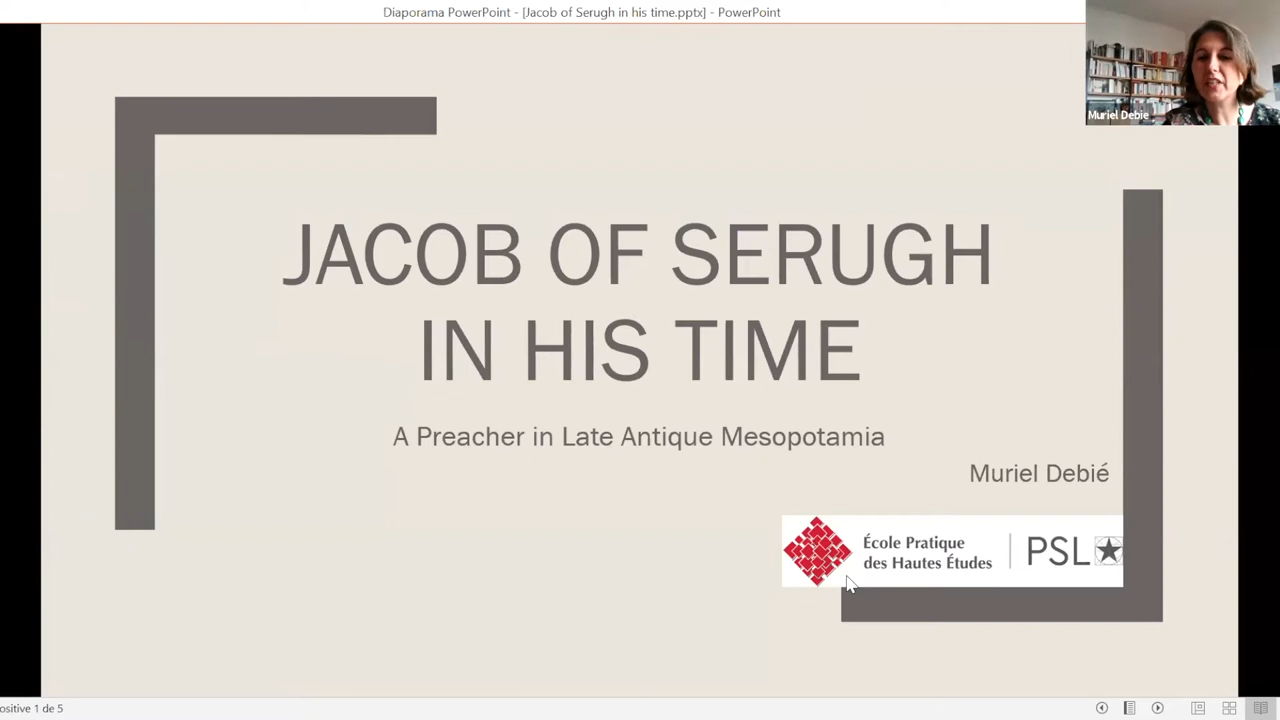 Diaporama PowerPoint - [Jacob of Serugh in his time.pptx] - PowerPoint
Muriel Debie
JACOB OF SERUGH
IN HIS TIME
A Preacher in Late Antique Mesopotamia
Muriel Debié
École Pratique
des Hautes Études
PSL
ositive 1 de 5